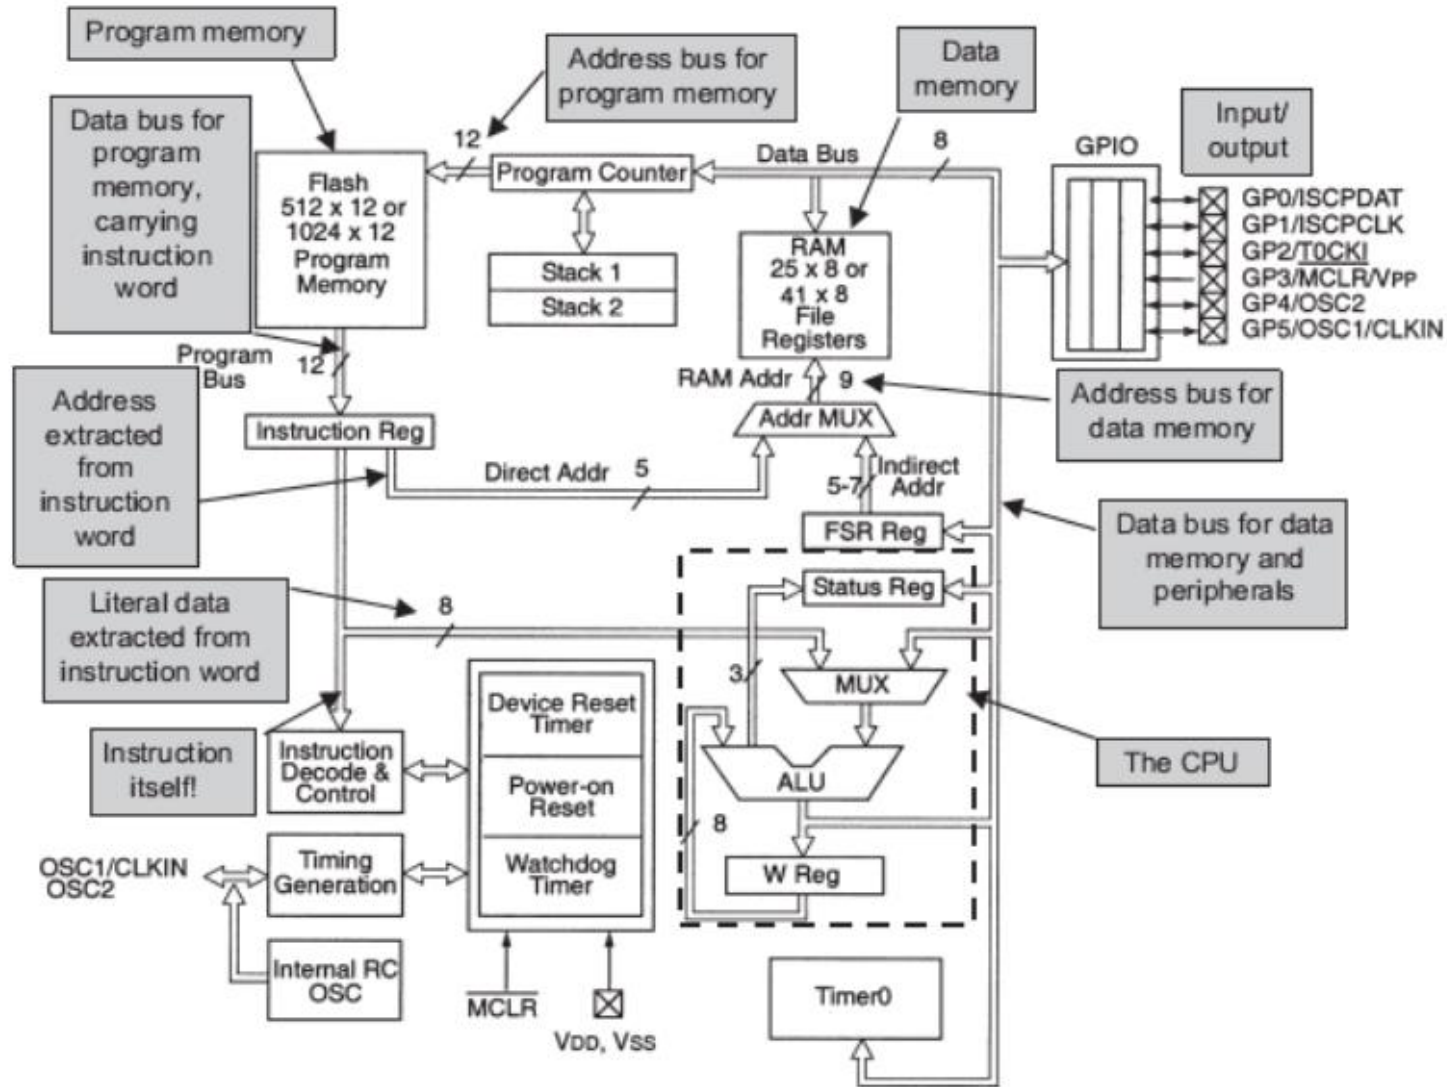 Program memory
Address bus for
program memory
Data
memory
Input/
output
Data bus for
program
memory,
carrying
instruction
word
12
Data Bus
8
GPIO
Flash
512 x 12 or
1024 x 12
Program
Memory
Program Counter
Stack 1
Stack 2
RAM
25 x 8 or
41 x 8
File
Registers
GP0/ISCPDAT
GP1/ISCPCLK
GP2/T0CKI
GP3/MCLR/VPP
GP4/OSC2
GP5/OSC1/CLKIN
Program
Bus
12
RAM Addr
9
Address bus for
data memory
Address
extracted
from
instruction
word
Instruction Reg
Addr MUX
Direct Addr
5
Indirect
Addr
5-7
FSR Reg
Data bus for data
memory and
peripherals
Literal data
extracted from
instruction word
8
Status Reg
3
MUX
Device Reset
Timer
Instruction
itself!
Instruction
Decode &
Control
Power-on
Reset
ALU
The CPU
8
OSC1/CLKIN
OSC2
Timing
Generation
Watchdog
Timer
W Reg
Internal RC
OSC
MCLR
VDD, VSS
Timer0